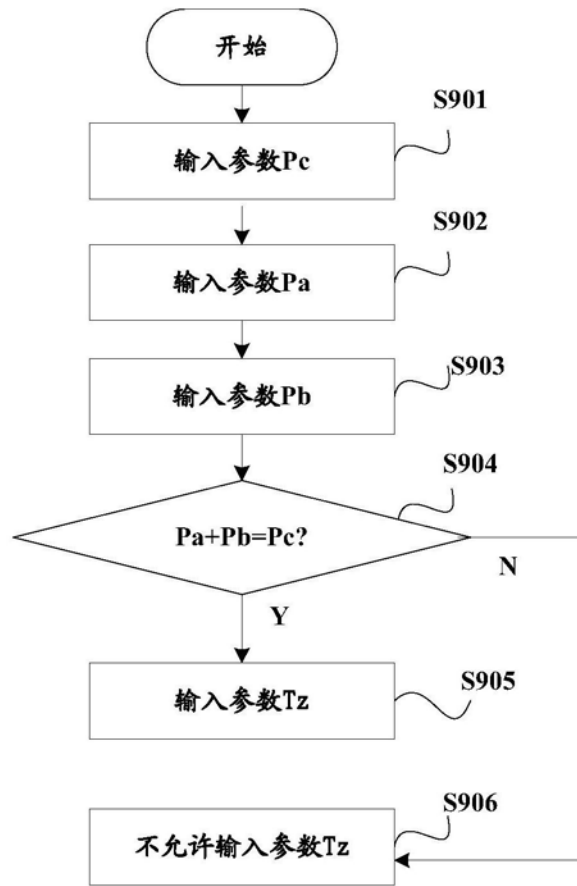 开始
S901
输入参数Pc
S902
输入参数Pa
S903
输入参数Pb
S904
Pa+Pb=Pc?
N
Y
S905
输入参数Tz
S906
不允许输入参数Tz